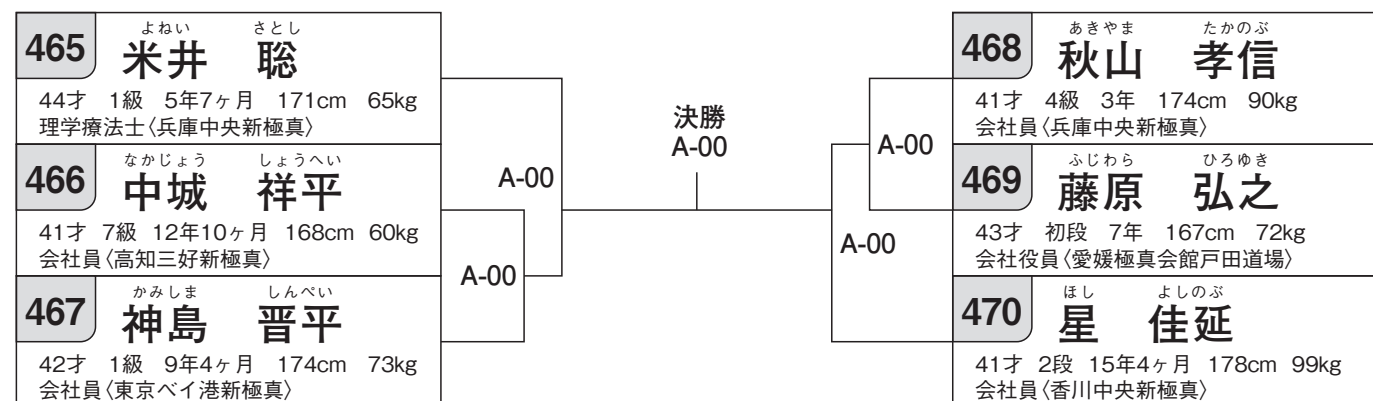 465
よねい さとし
米井 聡
44才 1級 5年7ヶ月 171cm 65kg
理学療法士〈兵庫中央新極真〉
466
なかじょう しょうへい
中城 祥平
41才 7級 12年10ヶ月 168cm 60kg
会社員〈高知三好新極真〉
467
かみしま しんぺい
神島 晋平
42才 1級 9年4ヶ月 174cm 73kg
会社員〈東京ベイ港新極真〉
A-00
A-00
決勝
A-00
A-00
A-00
468
あきやま たかのぶ
秋山 孝信
41才 4級 3年 174cm 90kg
会社員〈兵庫中央新極真〉
469
ふじわら ひろゆき
藤原 弘之
43才 初段 7年 167cm 72kg
会社役員〈愛媛極真会館戸田道場〉
470
ほし よしのぶ
星 佳延
41才 2段 15年4ヶ月 178cm 99kg
会社員〈香川中央新極真〉